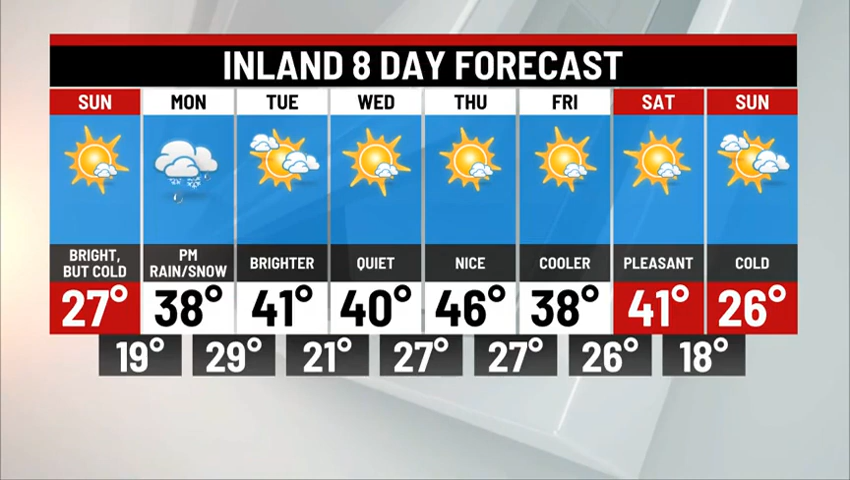 INLAND 8 DAY FORECAST
SUN MON TUE WED THU FRI SAT SUN
BRIGHT,
BUT COLD
PM
RAIN/SNOW
BRIGHTER
QUIET
NICE
COOLER
PLEASANT
COLD
27° 38° 41° 40° 46° 38° 41° 26°
19° 29° 21° 27° 27° 26° 18°